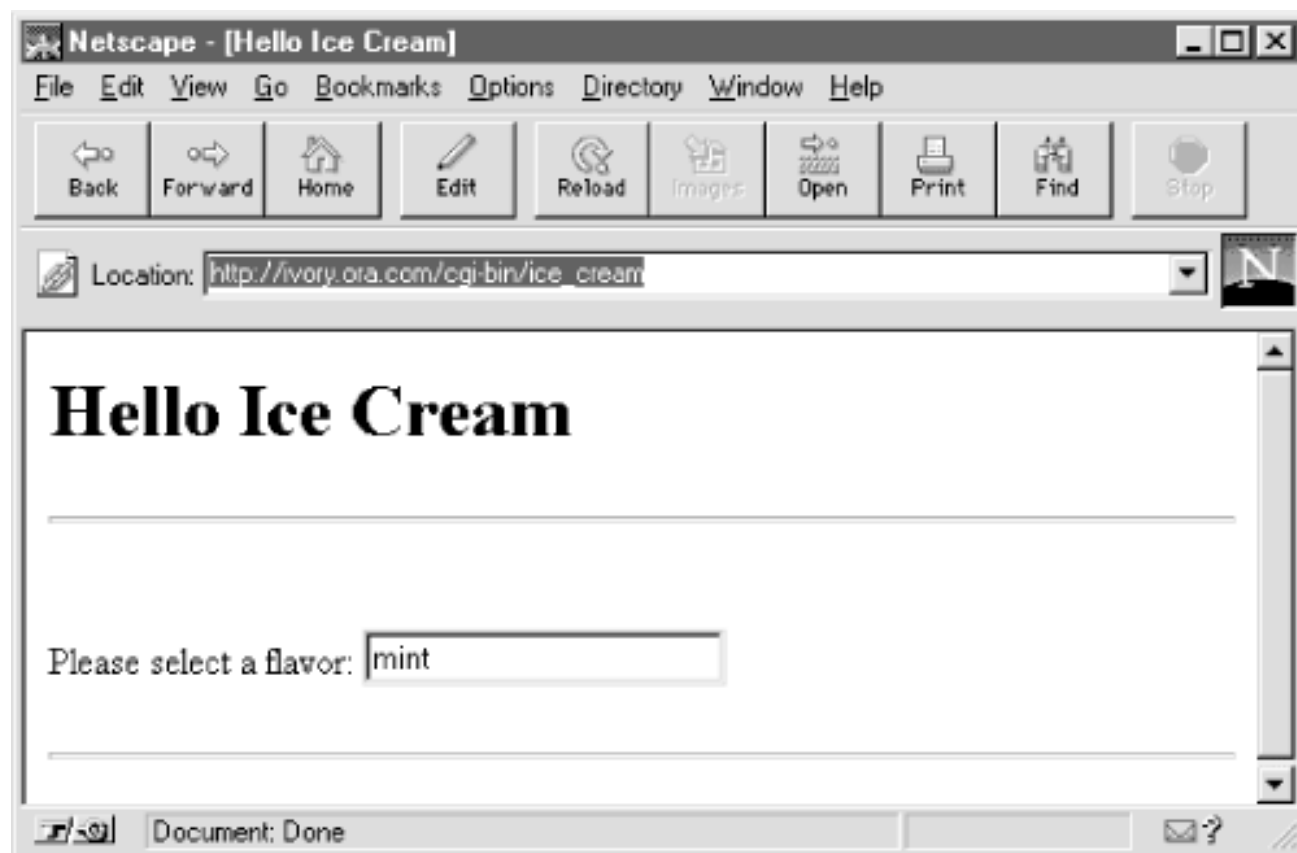 Netscape - [Hello Ice Cream]
File Edit View Go Bookmarks Options Directory Window Help
Back Forward Home Edit Reload Images Open Print Find Stop
Location: http://ivory.ora.com/cgi-bin/ice_cream
N
Hello Ice Cream
Please select a flavor: mint
Document: Done
?